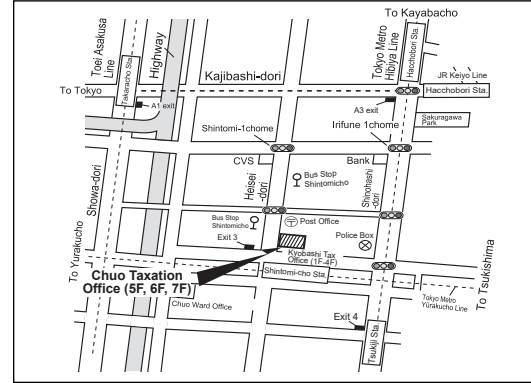 To Kayabacho
Toei Asakusa
Line
Takaracho Sta.
Highway
Tokyo Metro
Hibiya Line
Hacchobori Sta.
JR Keiyo Line
Kajibashi-dori
To Tokyo
Hacchobori Sta.
A1 exit
A3 exit
Sakuragawa
Park
Shintomi-1chome
Irifune 1chome
CVS
Bank
Showa-dori
Heisei
-dori
Bus Stop
Shintomicho
Shinohashi
-dori
Bus Stop
Shintomicho
Post Office
Exit 3
Police Box
Kyobashi Tax
Office (1F-4F)
To Yurakucho
Chuo Taxation
Office (5F, 6F, 7F)
Shintomi-cho Sta.
To Tsukishima
Chuo Ward Office
Tokyo Metro
Yūrakucho Line
Exit 4
Tsukiji Sta.